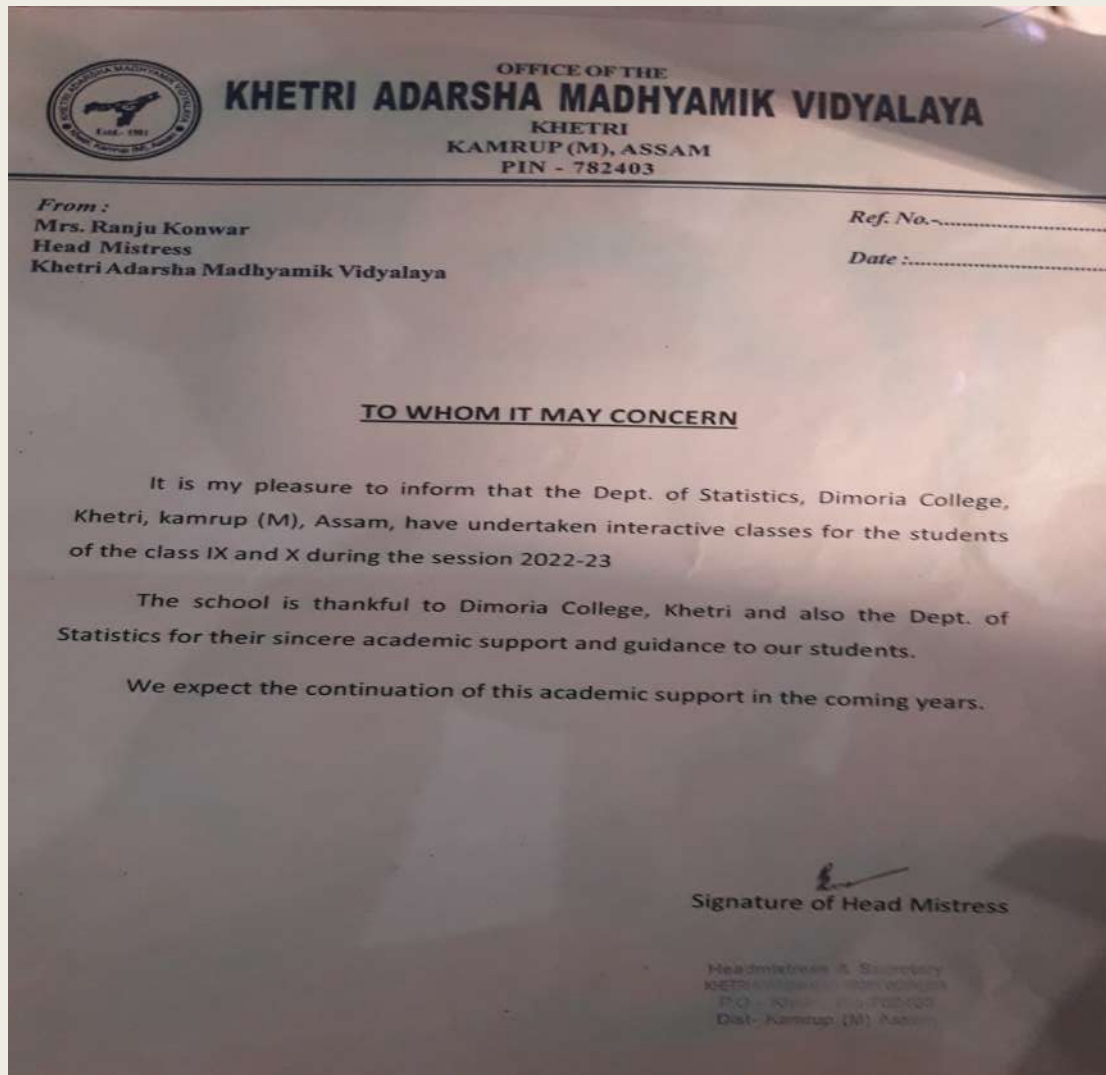 OFFICE OF THE
KHETRI ADARSHA MADHYAMIK VIDYALAYA
KHETRI
KAMRUP (M), ASSAM
PIN - 782403
From :
Mrs. Ranju Konwar
Head Mistress
Khetri Adarsha Madhyamik Vidyalaya
Ref. No.-
Date :
TO WHOM IT MAY CONCERN
It is my pleasure to inform that the Dept. of Statistics, Dimoria College,
Khetri, kamrup (M), Assam, have undertaken interactive classes for the students
of the class IX and X during the session 2022-23
The school is thankful to Dimoria College, Khetri and also the Dept. of
Statistics for their sincere academic support and guidance to our students.
We expect the continuation of this academic support in the coming years.
Signature of Head Mistress
Headmistress & Secretary
Dist- Kamrup (M) Assam